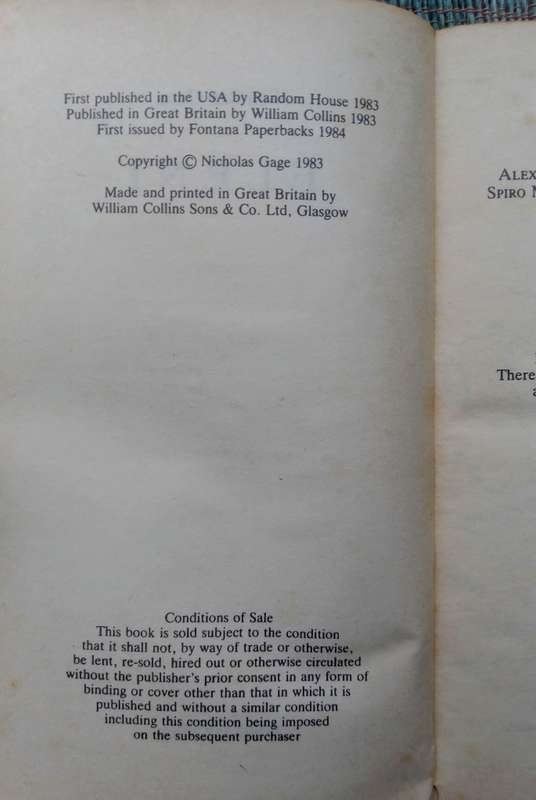 First published in the USA by Random House 1983
Published in Great Britain by William Collins 1983
First issued by Fontana Paperbacks 1984
Copyright © Nicholas Gage 1983
Made and printed in Great Britain by
William Collins Sons & Co. Ltd, Glasgow
Conditions of Sale
This book is sold subject to the condition
that it shall not, by way of trade or otherwise,
be lent, re-sold, hired out or otherwise circulated
without the publisher's prior consent in any form of
binding or cover other than that in which it is
published and without a similar condition
including this condition being imposed
on the subsequent purchaser
ALEX
SPIRO
There